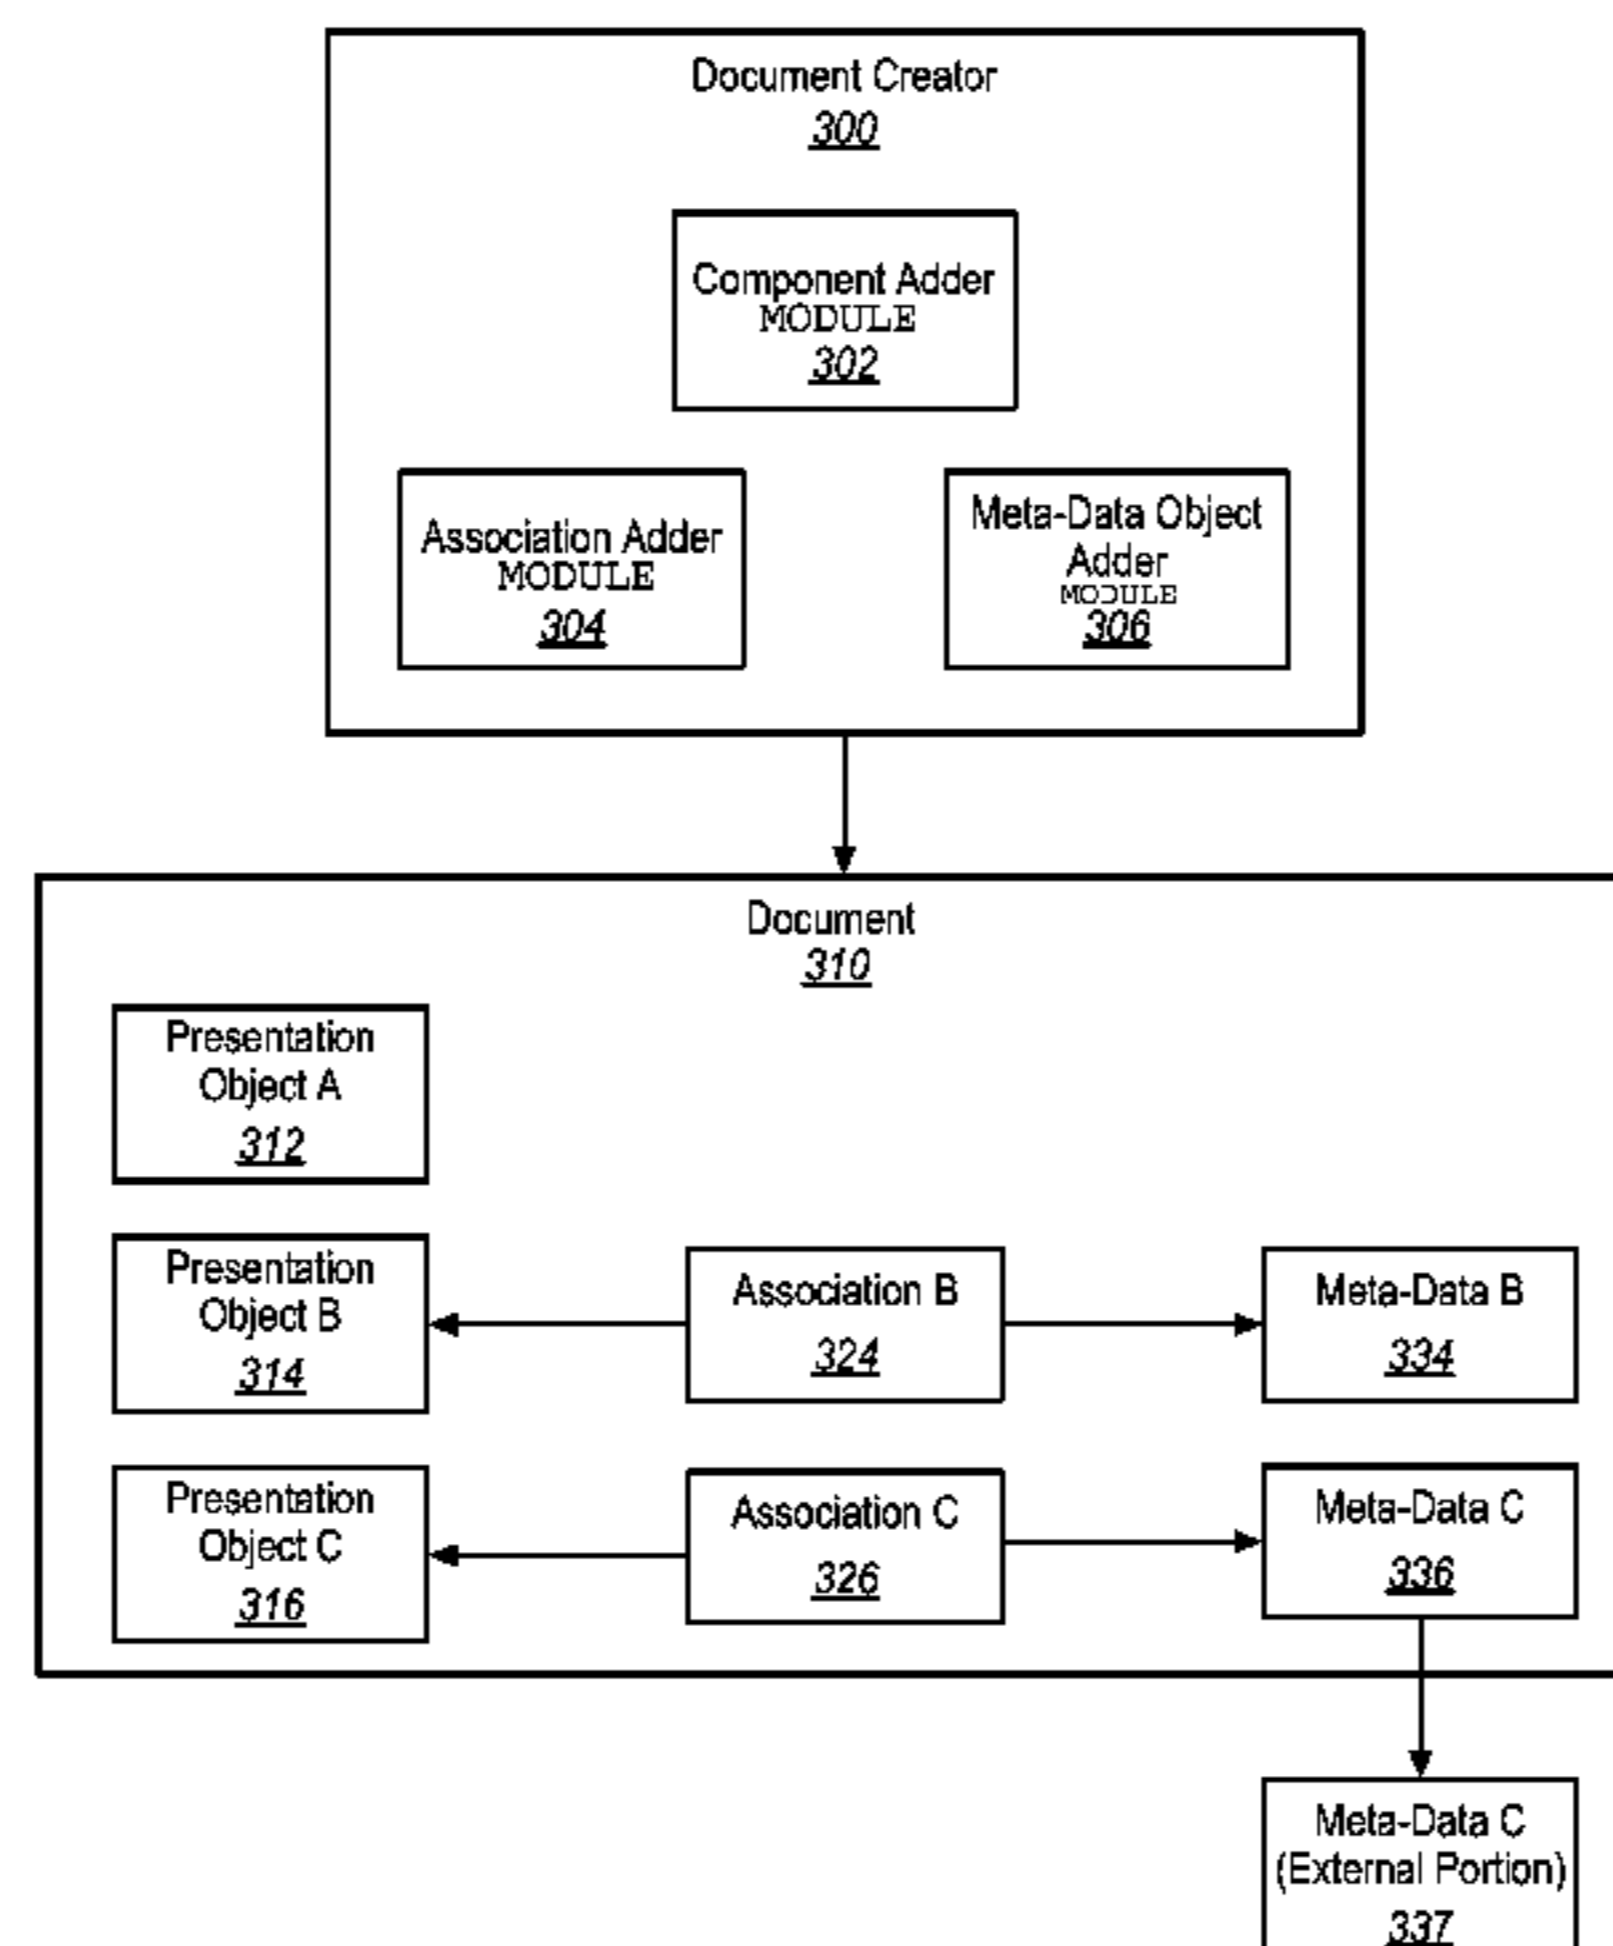 Document Creator
300
Component Adder
MODULE
302
Association Adder
MODULE
304
Meta-Data Object
Adder
MODULE
306
Document
310
Presentation
Object A
312
Presentation
Object B
314
Association B
324
Meta-Data B
334
Presentation
Object C
316
Association C
326
Meta-Data C
336
Meta-Data C
(External Portion)
337